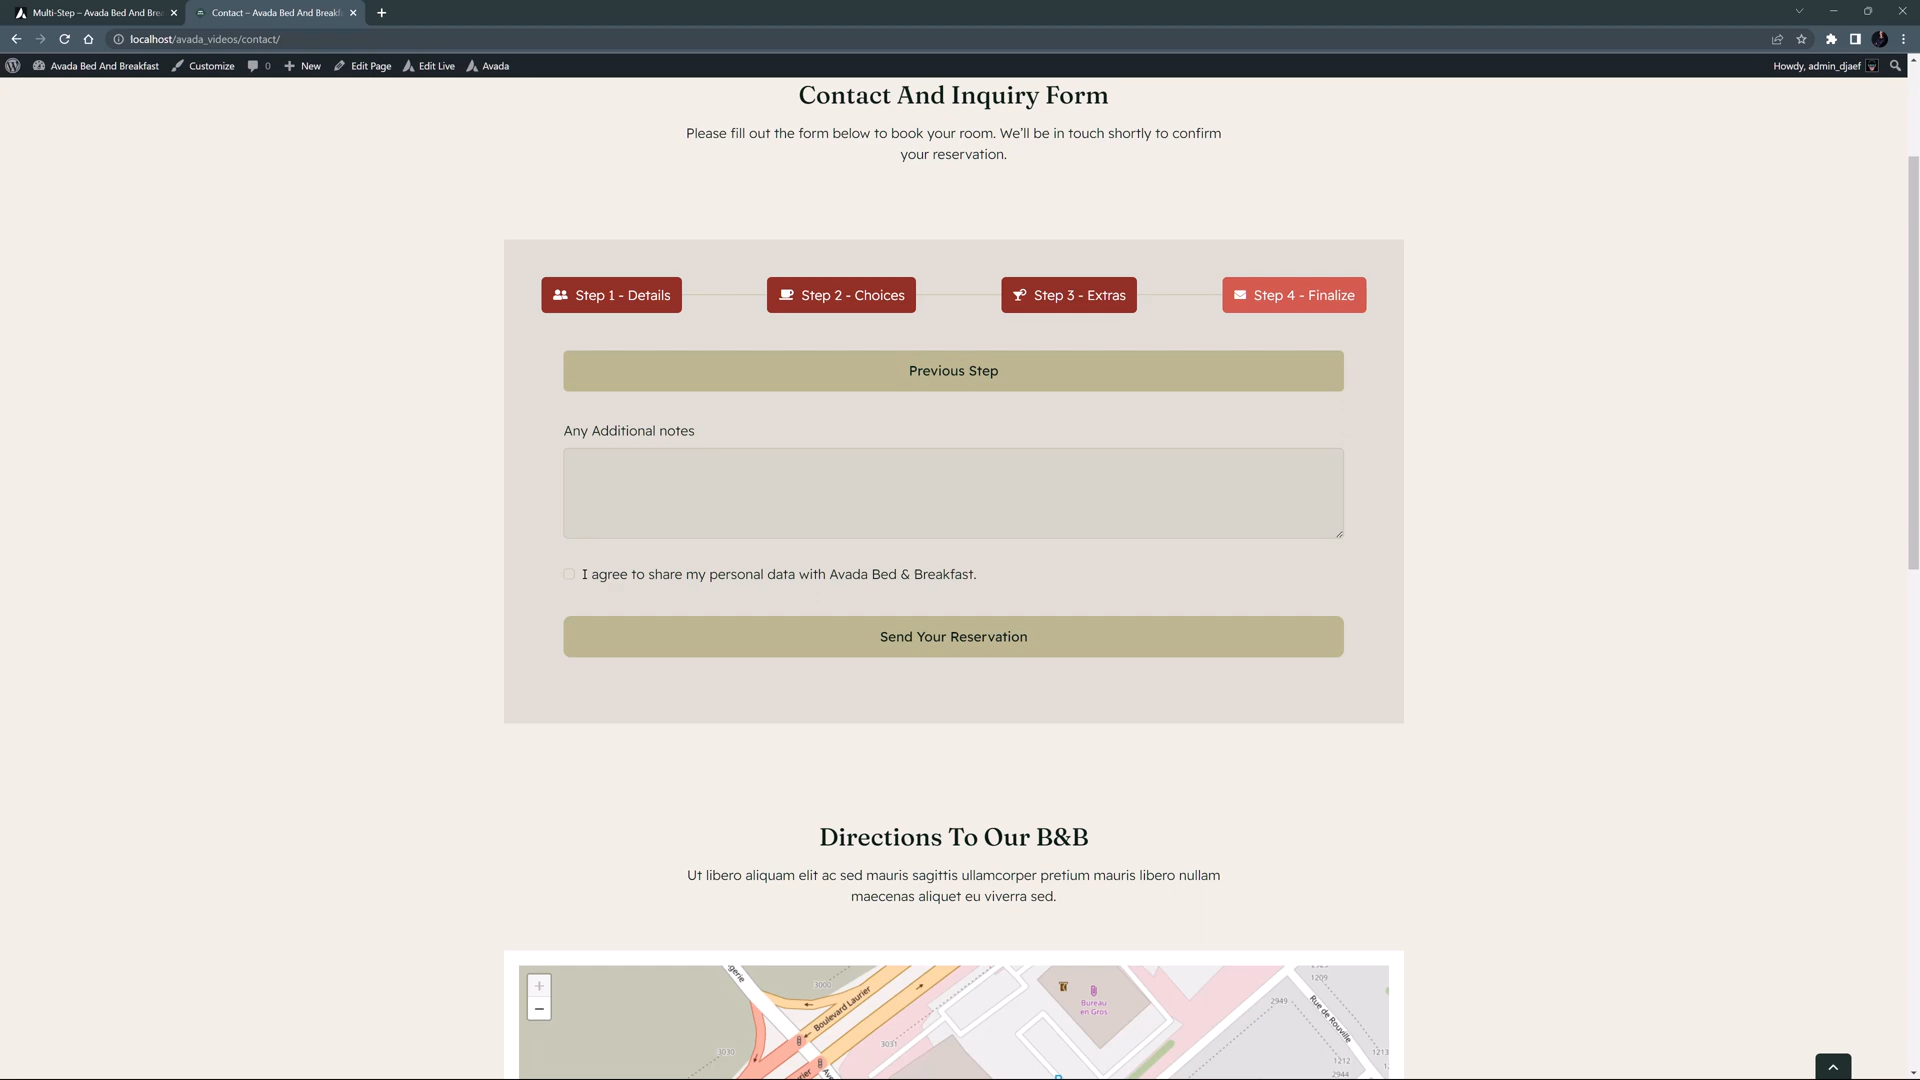 Multi-Step – Avada Bed And Bre
Contact – Avada Bed And Breakf
localhost/avada_videos/contact/
Avada Bed And Breakfast
Customize
0
New
Edit Page
Edit Live
Avada
Howdy, admin_djaef
Contact And Inquiry Form
Please fill out the form below to book your room. We'll be in touch shortly to confirm
your reservation.
Step 1 - Details
Step 2 - Choices
Step 3 - Extras
Step 4 - Finalize
Previous Step
Any Additional notes
I agree to share my personal data with Avada Bed & Breakfast.
Send Your Reservation
Directions To Our B&B
Ut libero aliquam elit ac sed mauris sagittis ullamcorper pretium mauris libero nullam
maecenas aliquet eu viverra sed.
+
−
3000
Boulevard Laurier
3030
3031
Bureau
en Gros
2949
1209
Rue de Rouville
1212
2944
1213